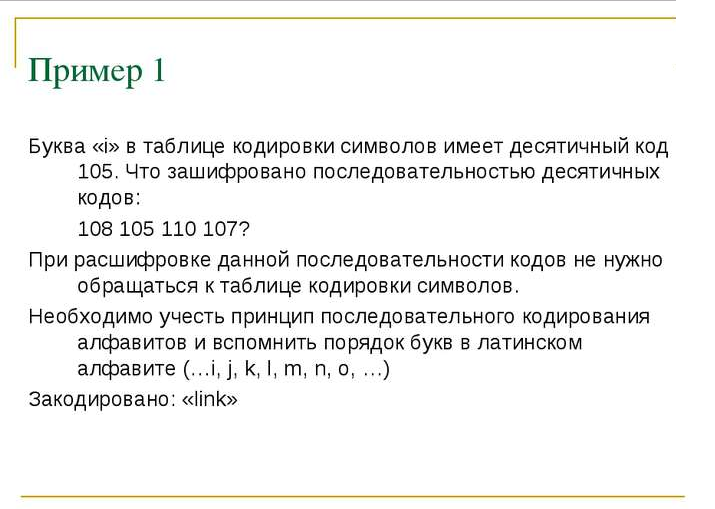 Пример 1
Буква «i» в таблице кодировки символов имеет десятичный код
105. Что зашифровано последовательностью десятичных
кодов:
108 105 110 107?
При расшифровке данной последовательности кодов не нужно
обращаться к таблице кодировки символов.
Необходимо учесть принцип последовательного кодирования
алфавитов и вспомнить порядок букв в латинском
алфавите (…i, j, k, l, m, n, o, …)
Закодировано: «link»